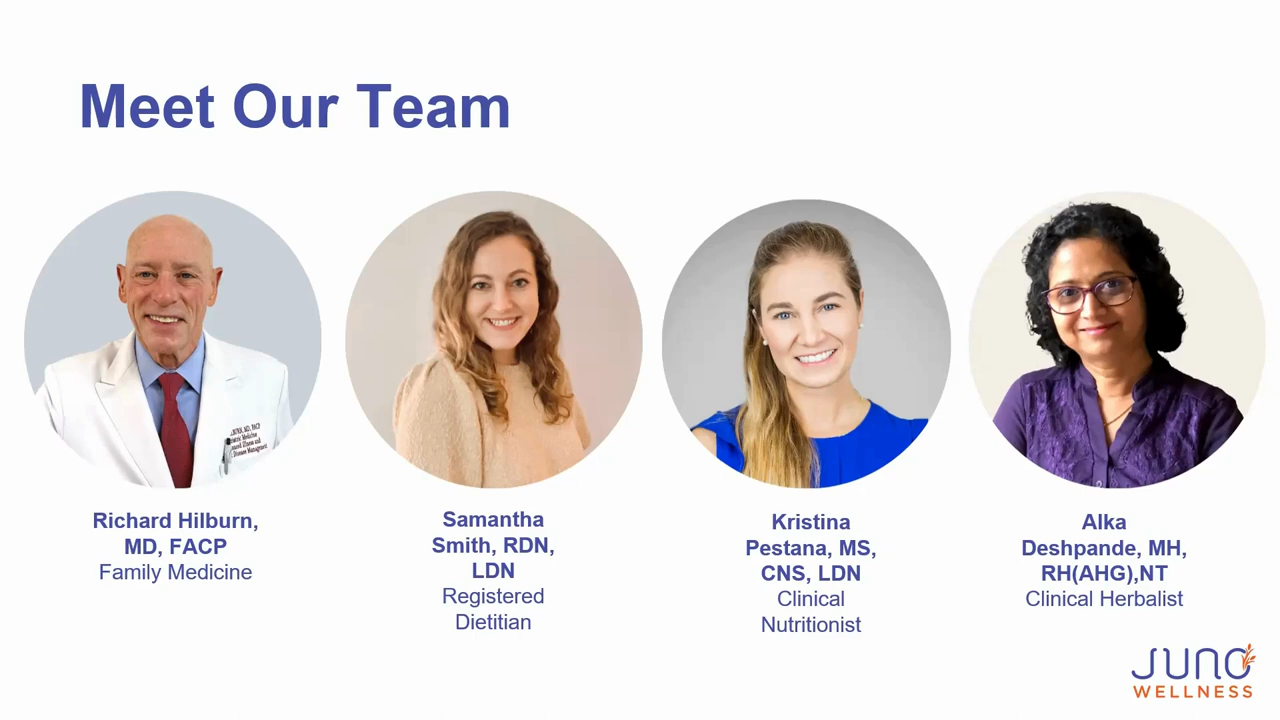 Meet Our Team
Richard Hilburn,
MD, FACP
Family Medicine
Samantha
Smith, RDN,
LDN
Registered
Dietitian
Kristina
Pestana, MS,
CNS, LDN
Clinical
Nutritionist
Alka
Deshpande, MH,
RH(AHG),NT
Clinical Herbalist
JUNO
WELLNESS